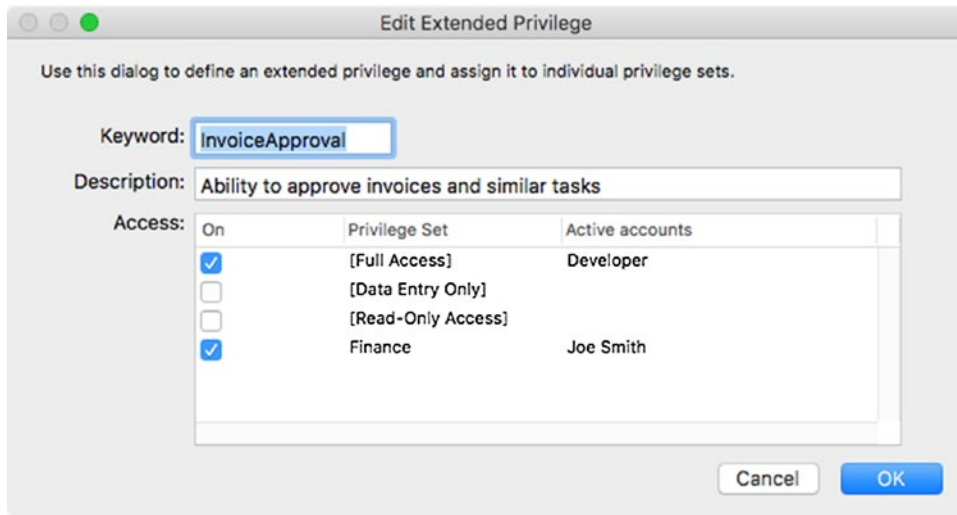 Edit Extended Privilege
Use this dialog to define an extended privilege and assign it to individual privilege sets.
Keyword: InvoiceApproval
Description: Ability to approve invoices and similar tasks
Access: On Privilege Set Active accounts
[Full Access] Developer
[Data Entry Only]
[Read-Only Access]
Finance Joe Smith
Cancel OK